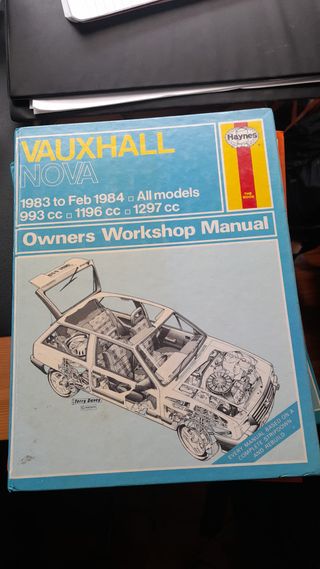 VAUXHALL
NOVA
1983 to Feb 1984 □ All models
993 cc □ 1196 cc □ 1297 cc
Haynes
Owners Workshop Manual
Terry Davey
EVERY MANUAL BASED ON A
COMPLETE STRIPDOWN
AND REBUILD